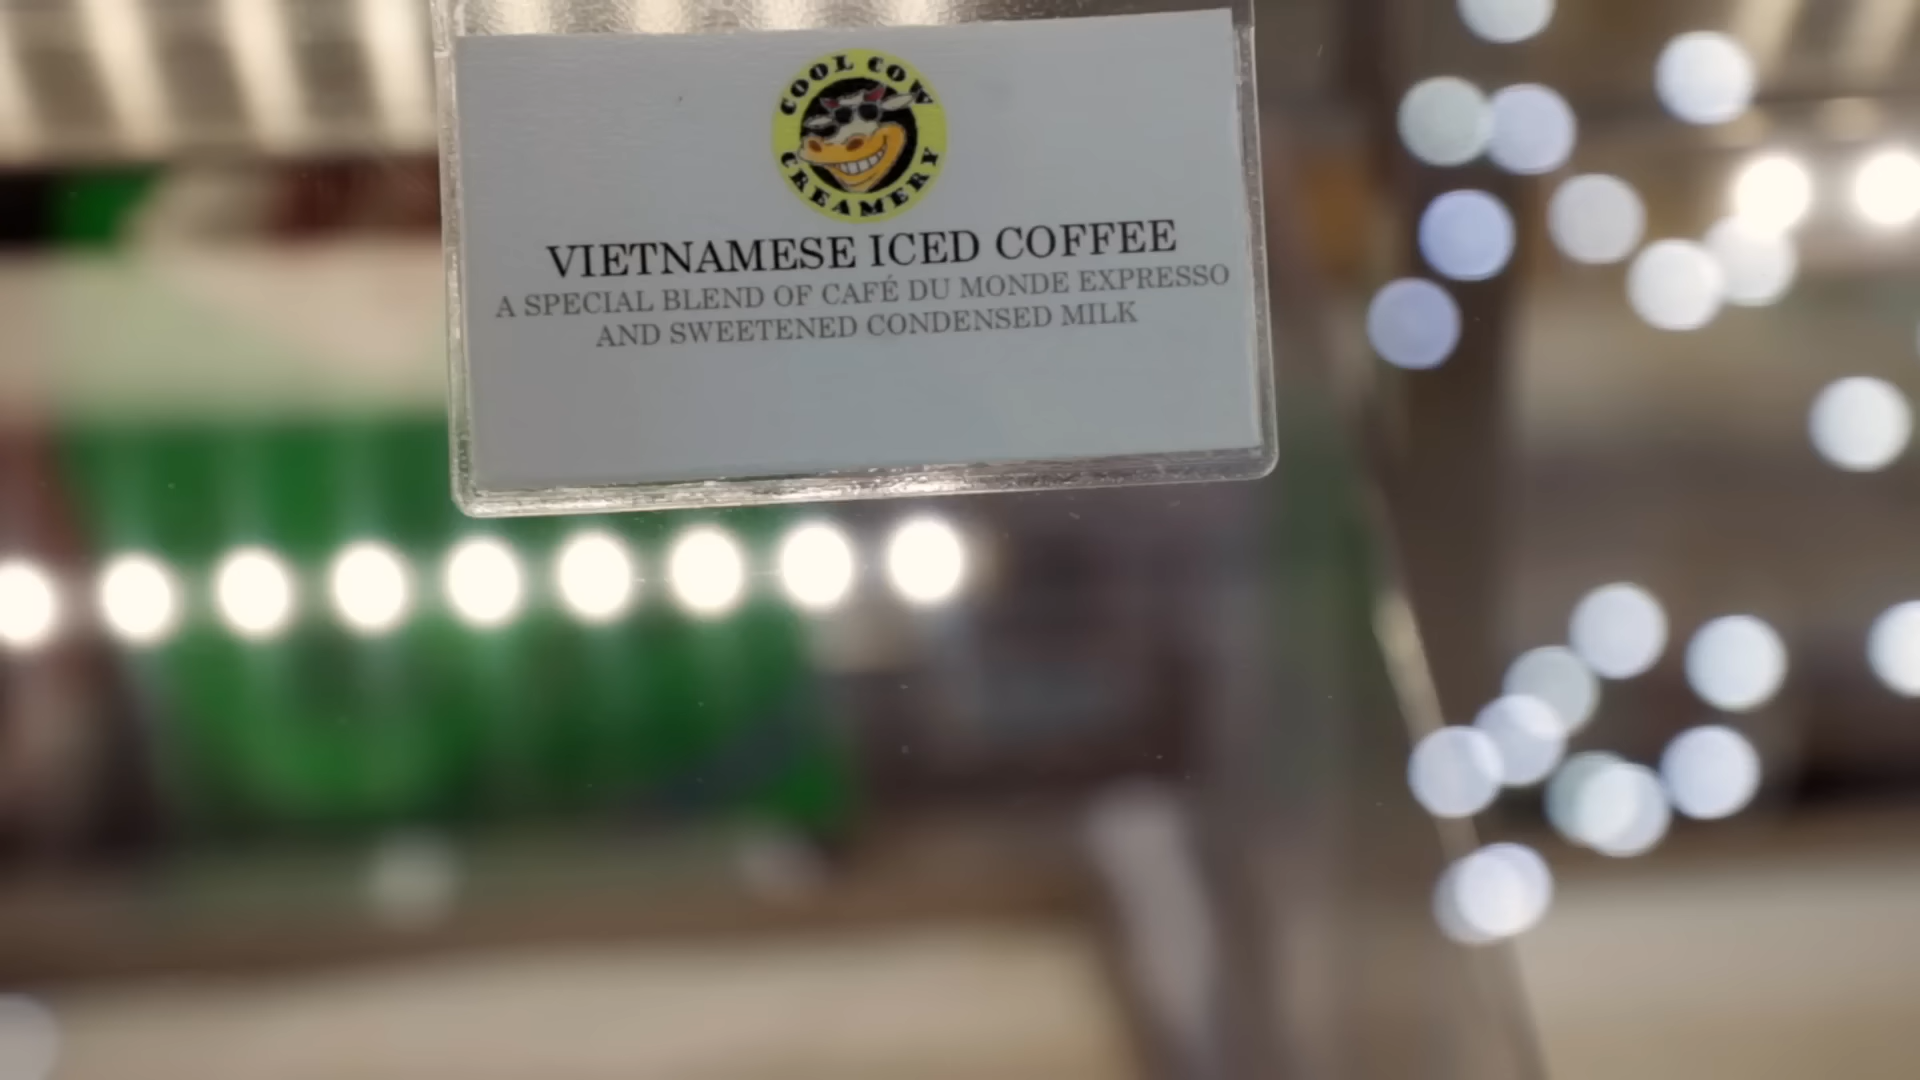 COOL COW
CREAMERY
VIETNAMESE ICED COFFEE
A SPECIAL BLEND OF CAFÉ DU MONDE EXPRESSO
AND SWEETENED CONDENSED MILK